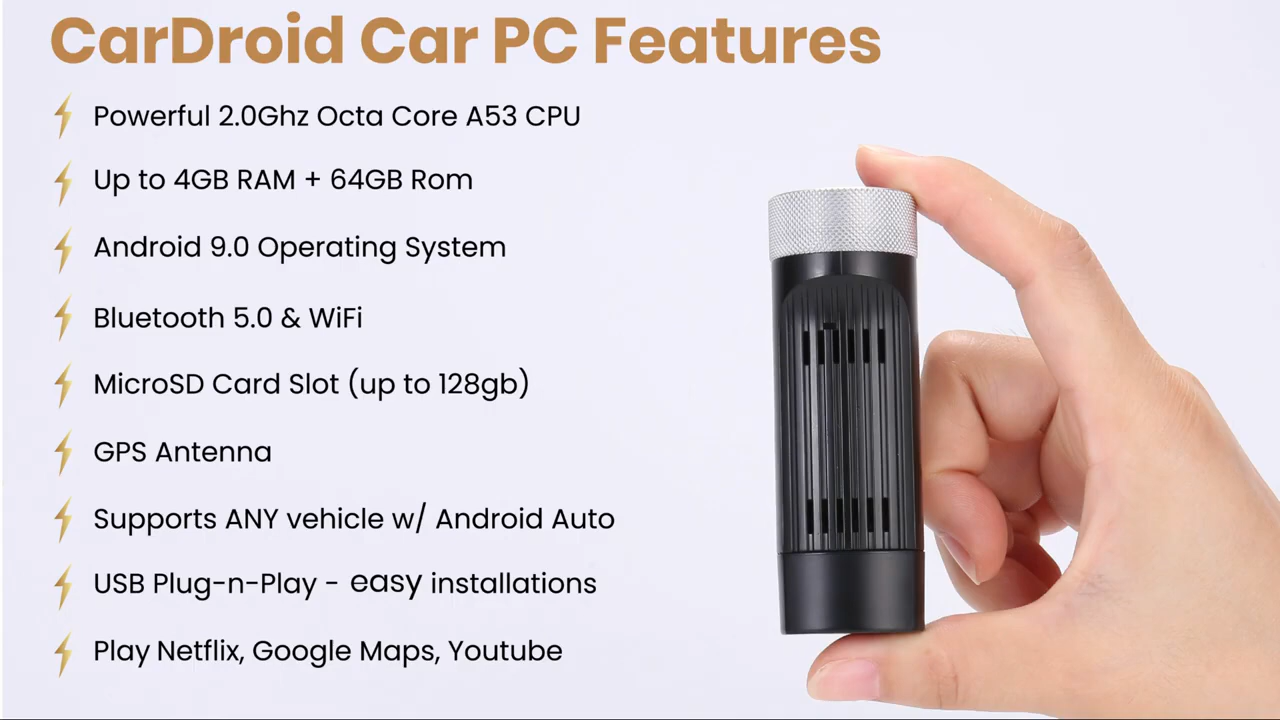 CarDroid Car PC Features
Powerful 2.0Ghz Octa Core A53 CPU
Up to 4GB RAM + 64GB Rom
Android 9.0 Operating System
Bluetooth 5.0 & WiFi
MicroSD Card Slot (up to 128gb)
GPS Antenna
Supports ANY vehicle w/ Android Auto
USB Plug-n-Play - easy installations
Play Netflix, Google Maps, Youtube